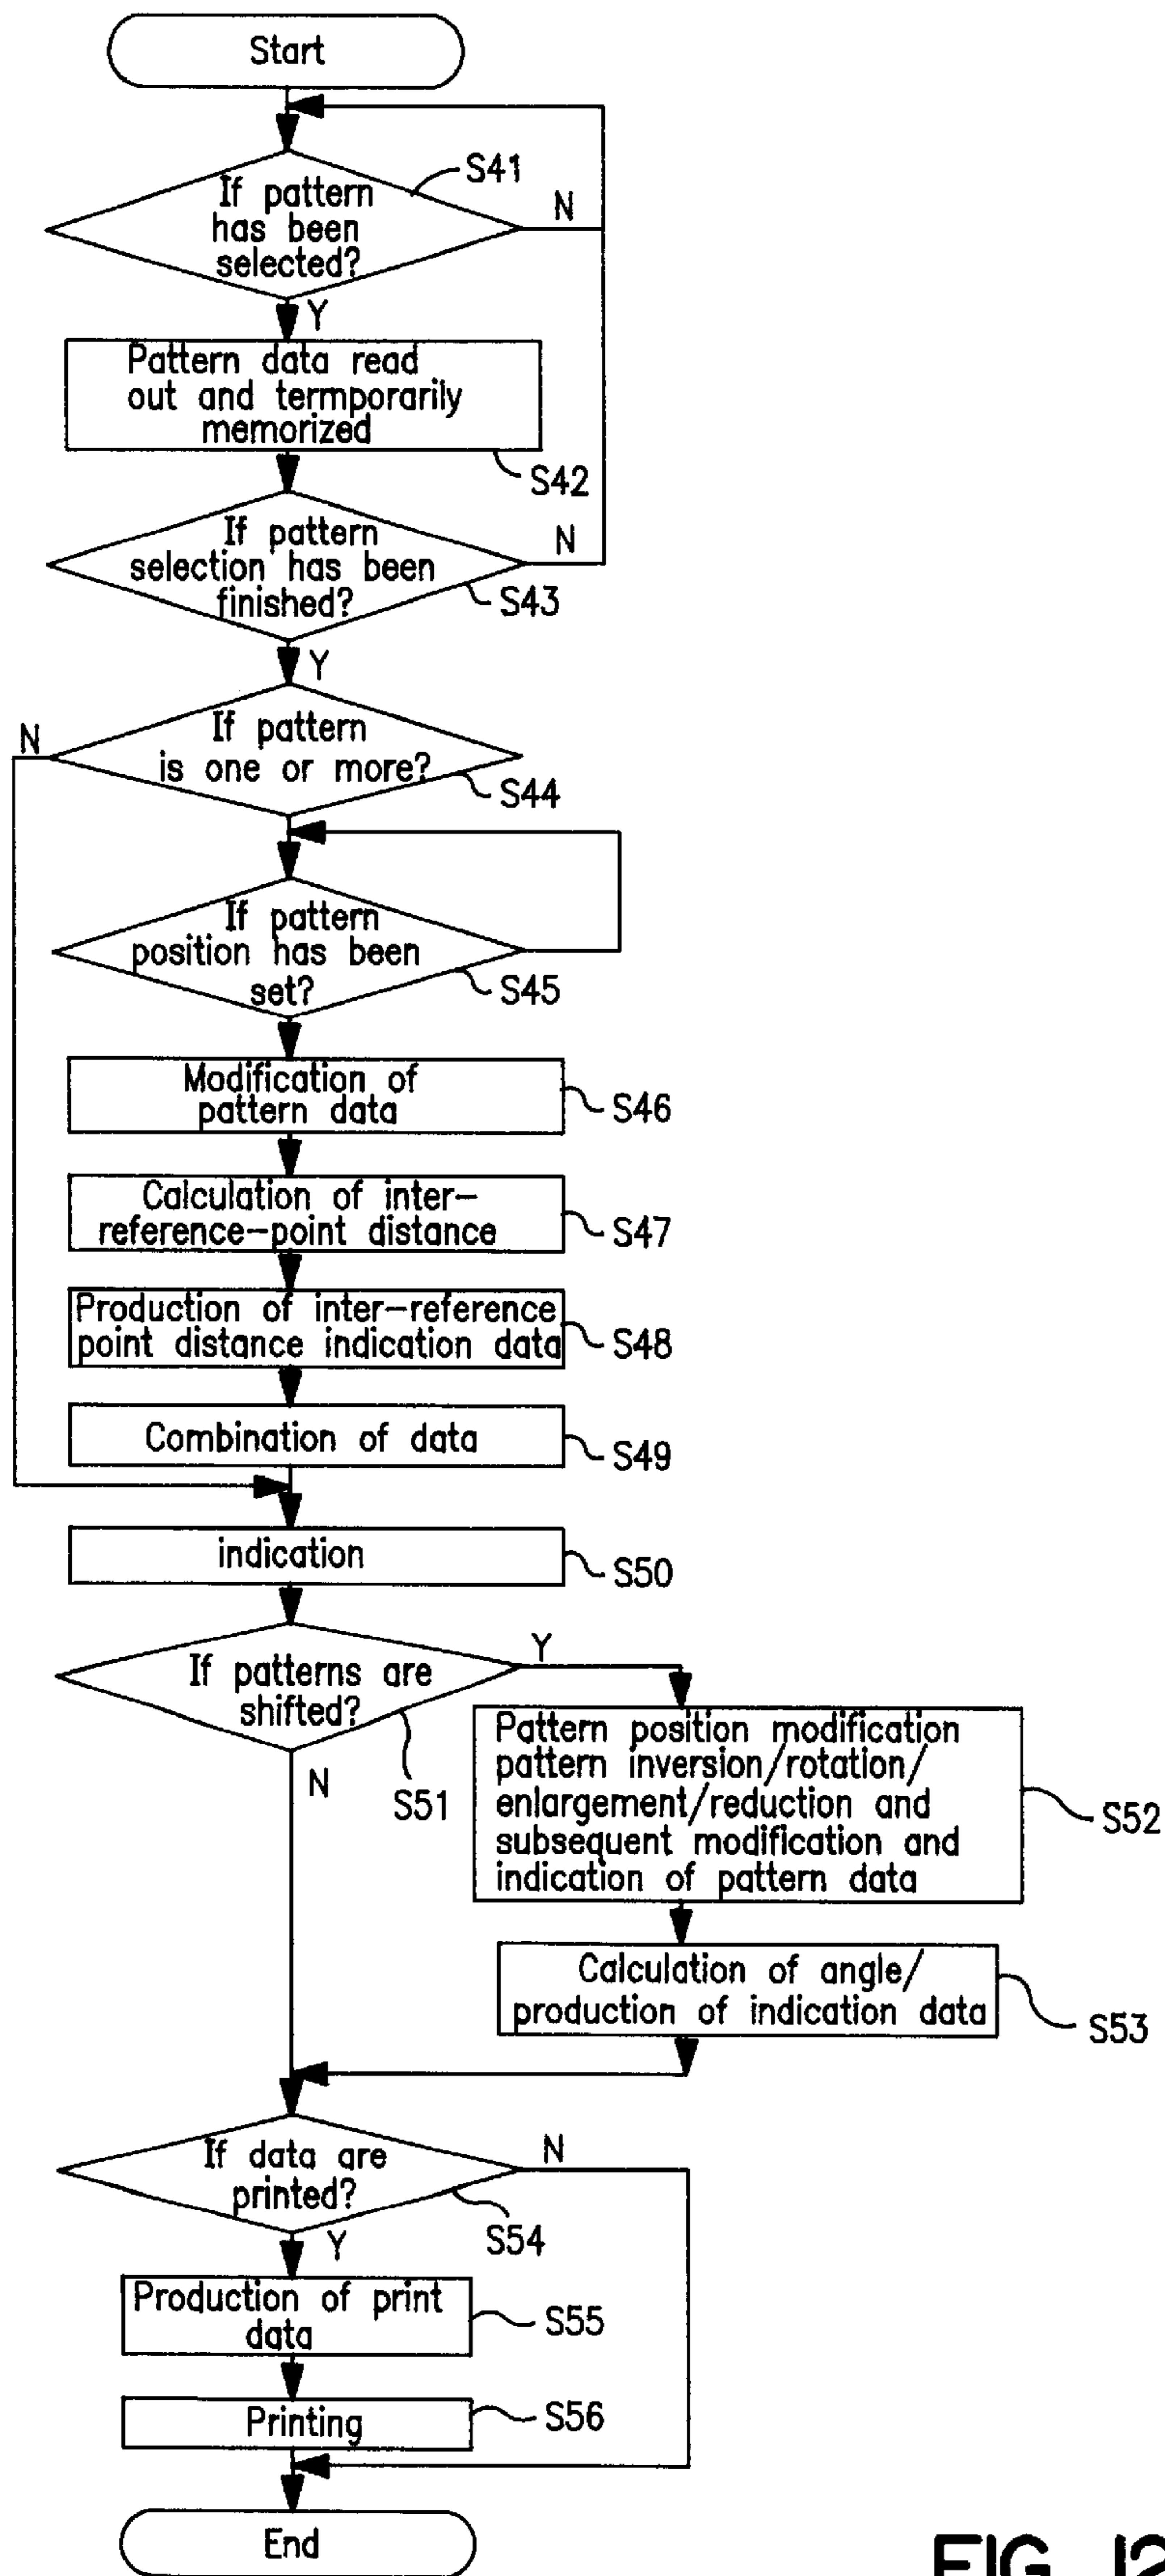 Start
S41
If pattern
has been
selected?
N
Y
Pattern data read
out and termporarily
memorized
S42
If pattern
selection has been
finished?
N
S43
Y
N
If pattern
is one or more?
S44
If pattern
position has been
set?
S45
Modification of
pattern data
S46
Calculation of inter-
reference-point distance
S47
Production of inter-reference
point distance indication data
S48
Combination of data
S49
indication
S50
If patterns are
shifted?
Y
N
S51
Pattern position modification
pattern inversion/rotation/
enlargement/reduction and
subsequent modification and
indication of pattern data
S52
Calculation of angle/
production of indication data
S53
If data are
printed?
N
S54
Y
Production of print
data
S55
Printing
S56
End
FIG. 12